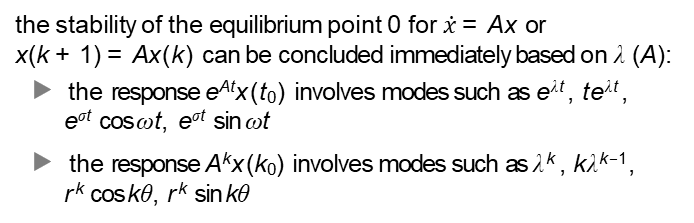 the stability of the equilibrium point 0 for ẋ = Ax or
x(k + 1) = Ax(k) can be concluded immediately based on λ (A):
▶ the response e^{At}x(t₀) involves modes such as e^{λt}, te^{λt},
e^{σt} cos ωt, e^{σt} sin ωt
▶ the response A^kx(k₀) involves modes such as λ^k, kλ^{k−1},
r^k cos kθ, r^k sin kθ